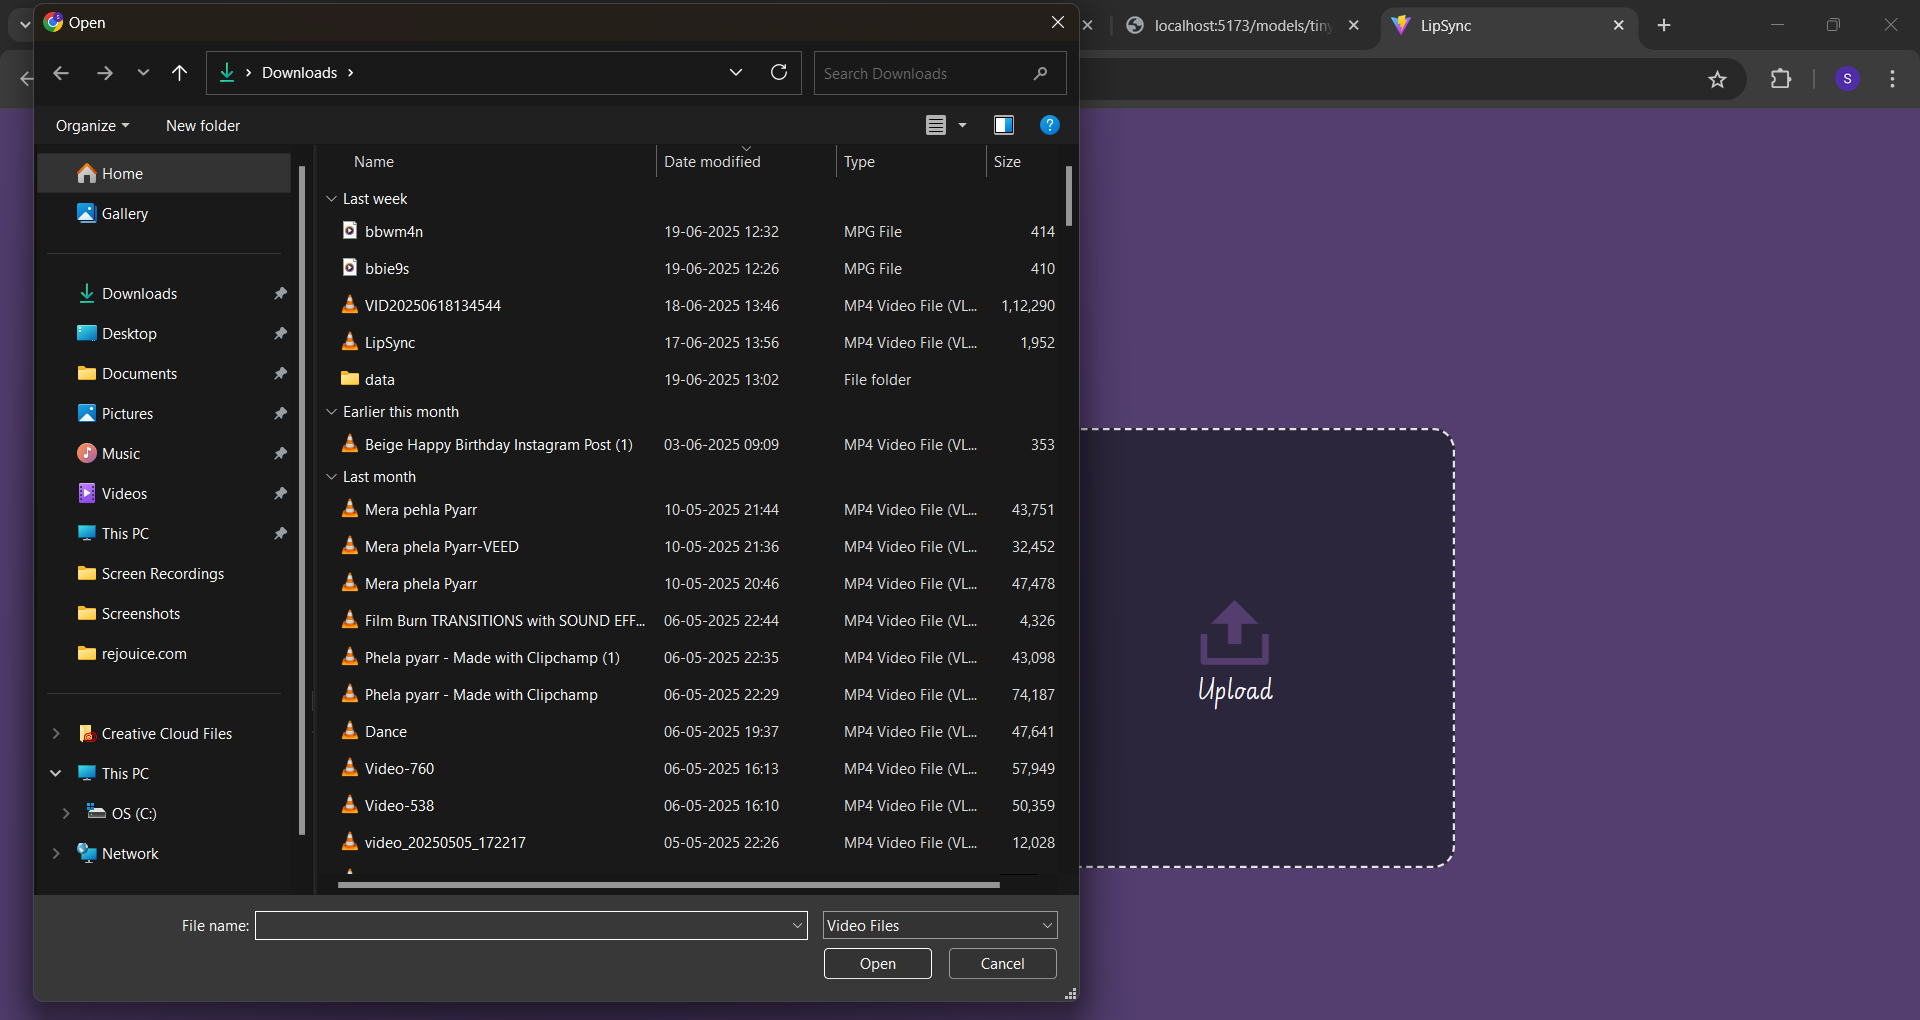 Open
localhost:5173/models/tiny
LipSync
S
Downloads
Search Downloads
Organize
New folder
?
Home
Gallery
Downloads
Desktop
Documents
Pictures
Music
Videos
This PC
Screen Recordings
Screenshots
rejouice.com
Creative Cloud Files
This PC
OS (C:)
Network
Name Date modified Type Size
Last week
bbwm4n 19-06-2025 12:32 MPG File 414
bbie9s 19-06-2025 12:26 MPG File 410
VID20250618134544 18-06-2025 13:46 MP4 Video File (VL... 1,12,290
LipSync 17-06-2025 13:56 MP4 Video File (VL... 1,952
data 19-06-2025 13:02 File folder
Earlier this month
Beige Happy Birthday Instagram Post (1) 03-06-2025 09:09 MP4 Video File (VL... 353
Last month
Mera pehla Pyarr 10-05-2025 21:44 MP4 Video File (VL... 43,751
Mera phela Pyarr-VEED 10-05-2025 21:36 MP4 Video File (VL... 32,452
Mera phela Pyarr 10-05-2025 20:46 MP4 Video File (VL... 47,478
Film Burn TRANSITIONS with SOUND EFF... 06-05-2025 22:44 MP4 Video File (VL... 4,326
Phela pyarr - Made with Clipchamp (1) 06-05-2025 22:35 MP4 Video File (VL... 43,098
Phela pyarr - Made with Clipchamp 06-05-2025 22:29 MP4 Video File (VL... 74,187
Dance 06-05-2025 19:37 MP4 Video File (VL... 47,641
Video-760 06-05-2025 16:13 MP4 Video File (VL... 57,949
Video-538 06-05-2025 16:10 MP4 Video File (VL... 50,359
video_20250505_172217 05-05-2025 22:26 MP4 Video File (VL... 12,028
File name:
Video Files
Open
Cancel
Upload